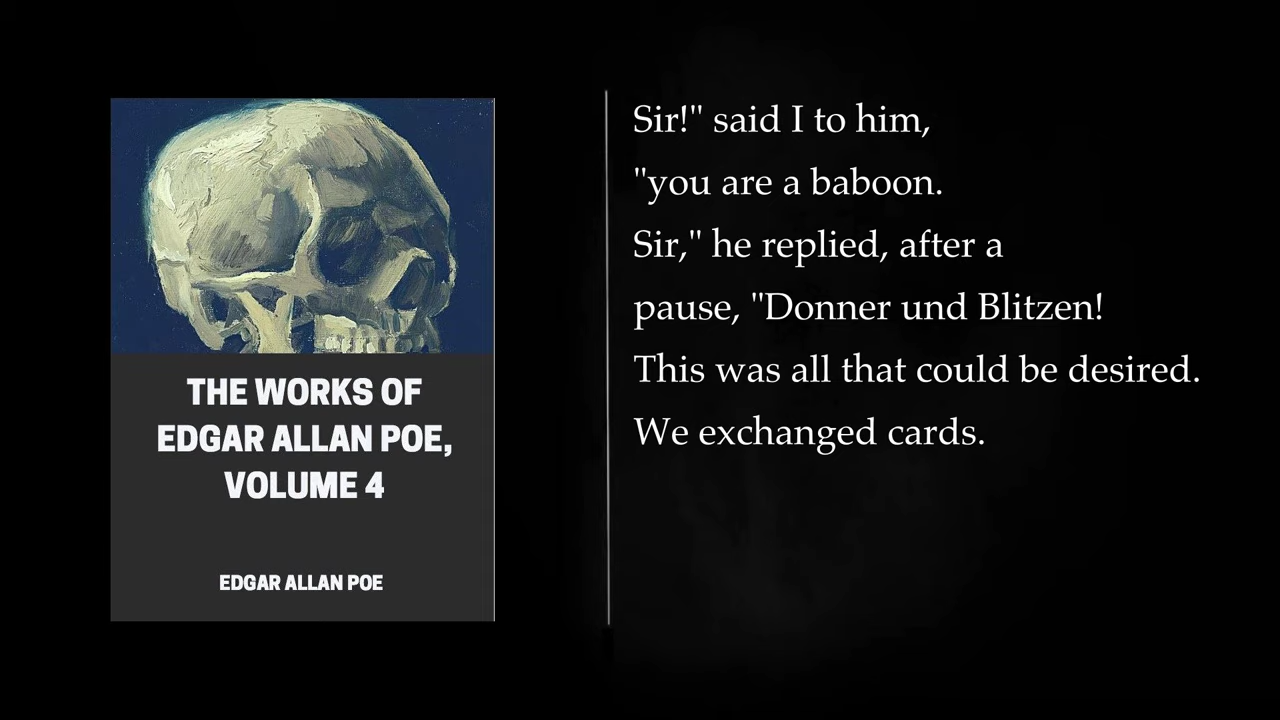 THE WORKS OF
EDGAR ALLAN POE,
VOLUME 4
EDGAR ALLAN POE
Sir!" said I to him,
"you are a baboon.
Sir," he replied, after a
pause, "Donner und Blitzen!
This was all that could be desired.
We exchanged cards.